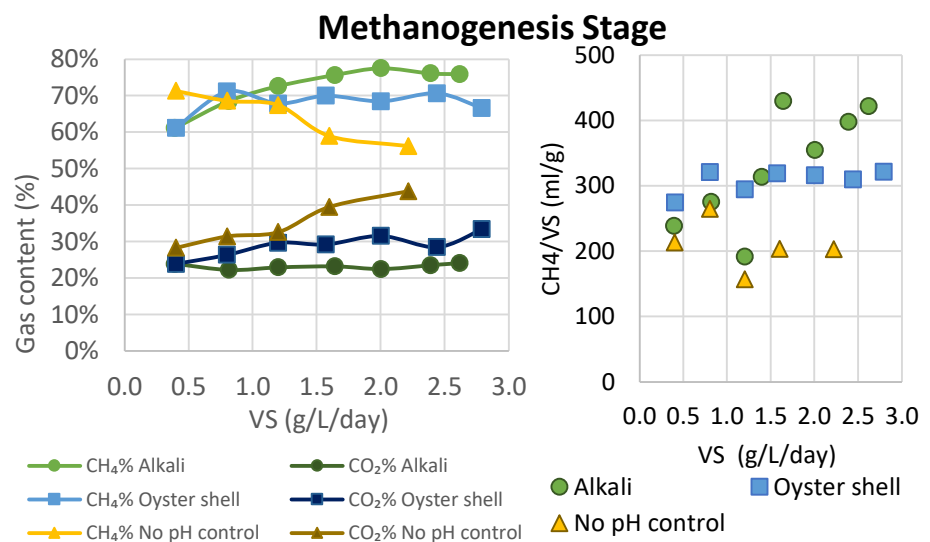 Methanogenesis Stage
Gas content (%)
80%
70%
60%
50%
40%
30%
20%
10%
0%
0.0 0.5 1.0 1.5 2.0 2.5 3.0
VS (g/L/day)
CH₄% Alkali
CO₂% Alkali
CH₄% Oyster shell
CO₂% Oyster shell
CH₄% No pH control
CO₂% No pH control
CH4/VS (ml/g)
500
400
300
200
100
0
0.0 0.5 1.0 1.5 2.0 2.5 3.0
VS (g/L/day)
Alkali
Oyster shell
No pH control